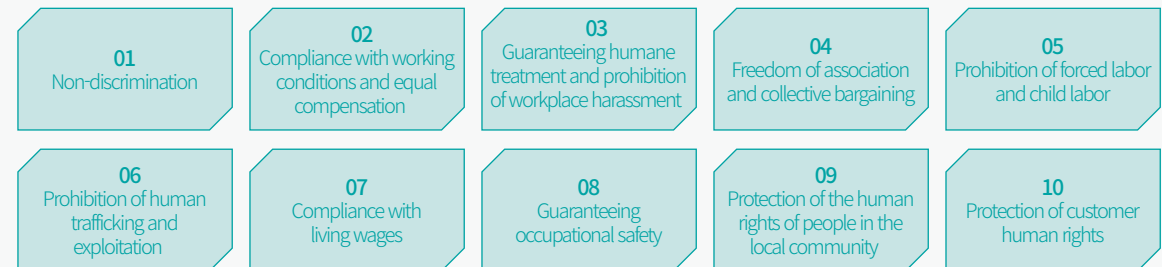 01
Non-discrimination
02
Compliance with working
conditions and equal
compensation
03
Guaranteeing humane
treatment and prohibition
of workplace harassment
04
Freedom of association
and collective bargaining
05
Prohibition of forced labor
and child labor
06
Prohibition of human
trafficking and
exploitation
07
Compliance with
living wages
08
Guaranteeing
occupational safety
09
Protection of the human
rights of people in the
local community
10
Protection of customer
human rights